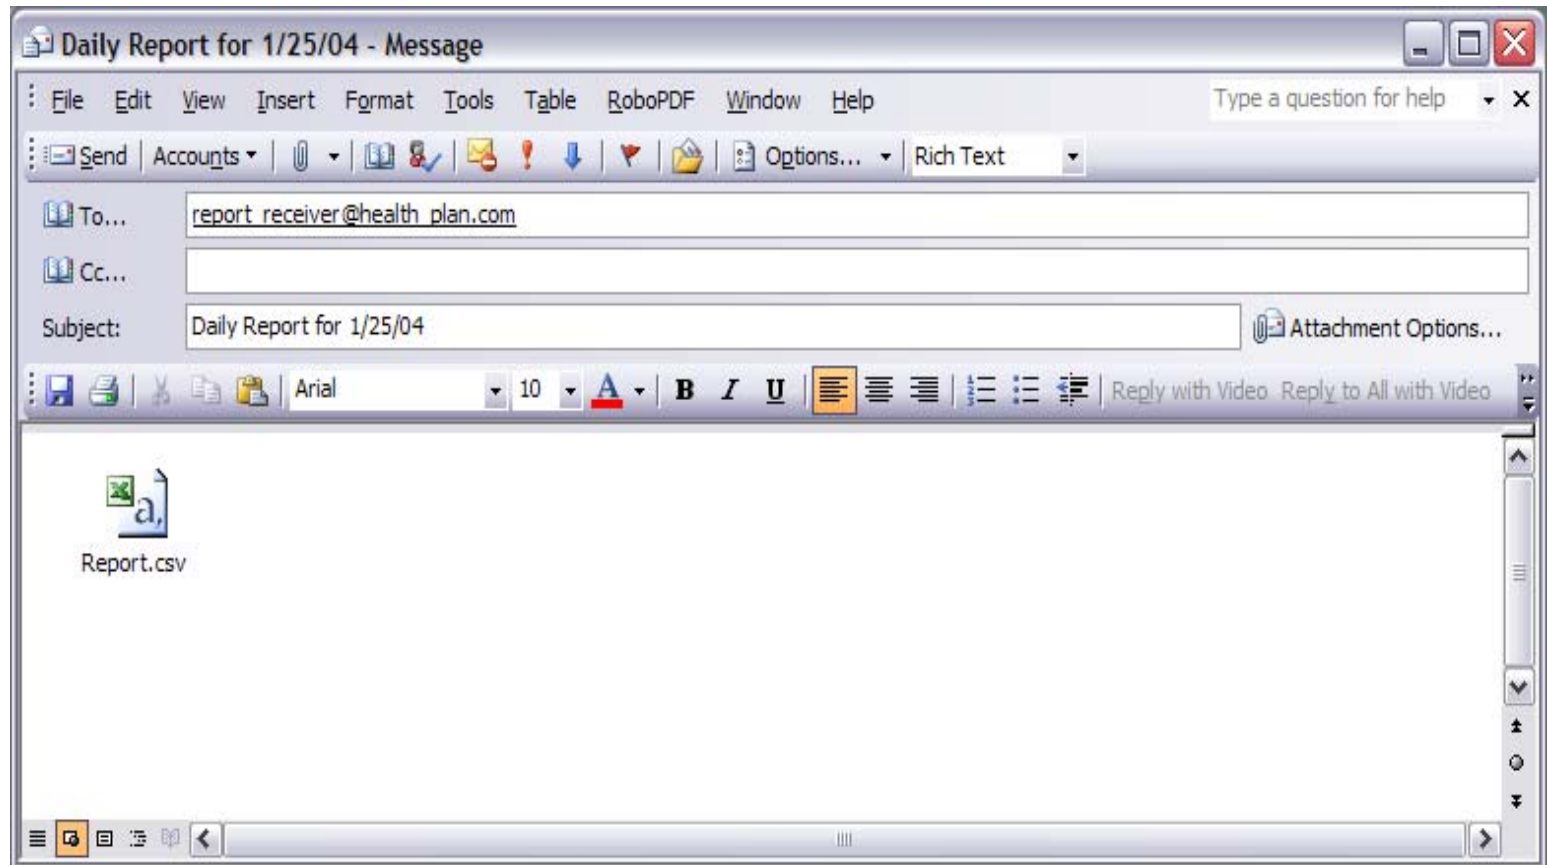 Daily Report for 1/25/04 - Message
File Edit View Insert Format Tools Table RoboPDF Window Help Type a question for help
Send Accounts Options... Rich Text
To... report_receiver@health_plan.com
Cc...
Subject: Daily Report for 1/25/04 Attachment Options...
Arial 10 A B I U Reply with Video Reply to All with Video
a,
Report.csv